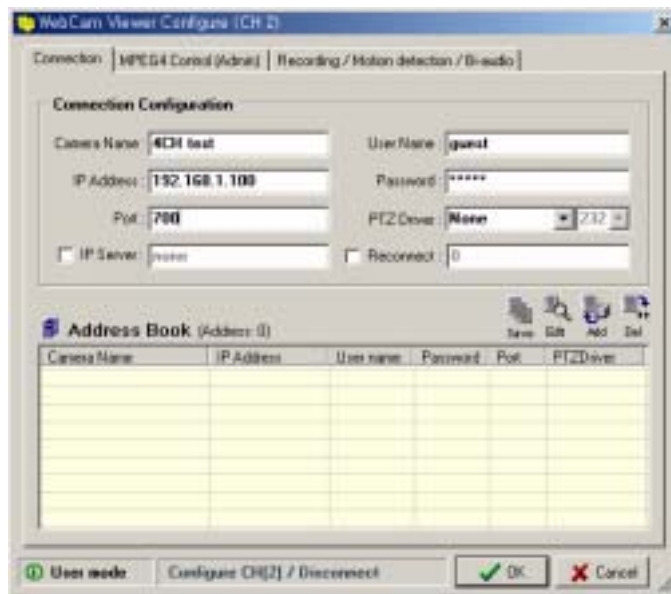 WebCam Viewer Configure (CH 2)
Connection
MPEG4 Control (Admin)
Recording / Motion detection / Bi-audio
Connection Configuration
Camera Name : 4CH test
User Name : guest
IP Address : 192.168.1.100
Password : *****
Port : 700
PTZ Driver : None 232
IP Server : none
Reconnect : 0
Address Book (Address: 0)
Save Edit Add Del
Camera Name IP Address User name Password Port PTZDriver
User mode
Configure CH[2] / Disconnect
OK
Cancel